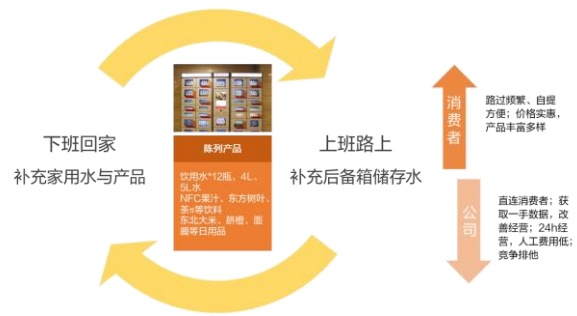 下班回家
补充家用水与产品
陈列产品
饮用水*12瓶、4L、
5L水
NFC果汁、东方树叶、
茶π等饮料
东北大米、脐橙、面
膜等日用品
上班路上
补充后备箱储存水
消费者
路过频繁、自提
方便；价格实惠，
产品丰富多样
公司
直连消费者；获
取一手数据，改
善经营；24h经
营，人工费用低；
竞争排他